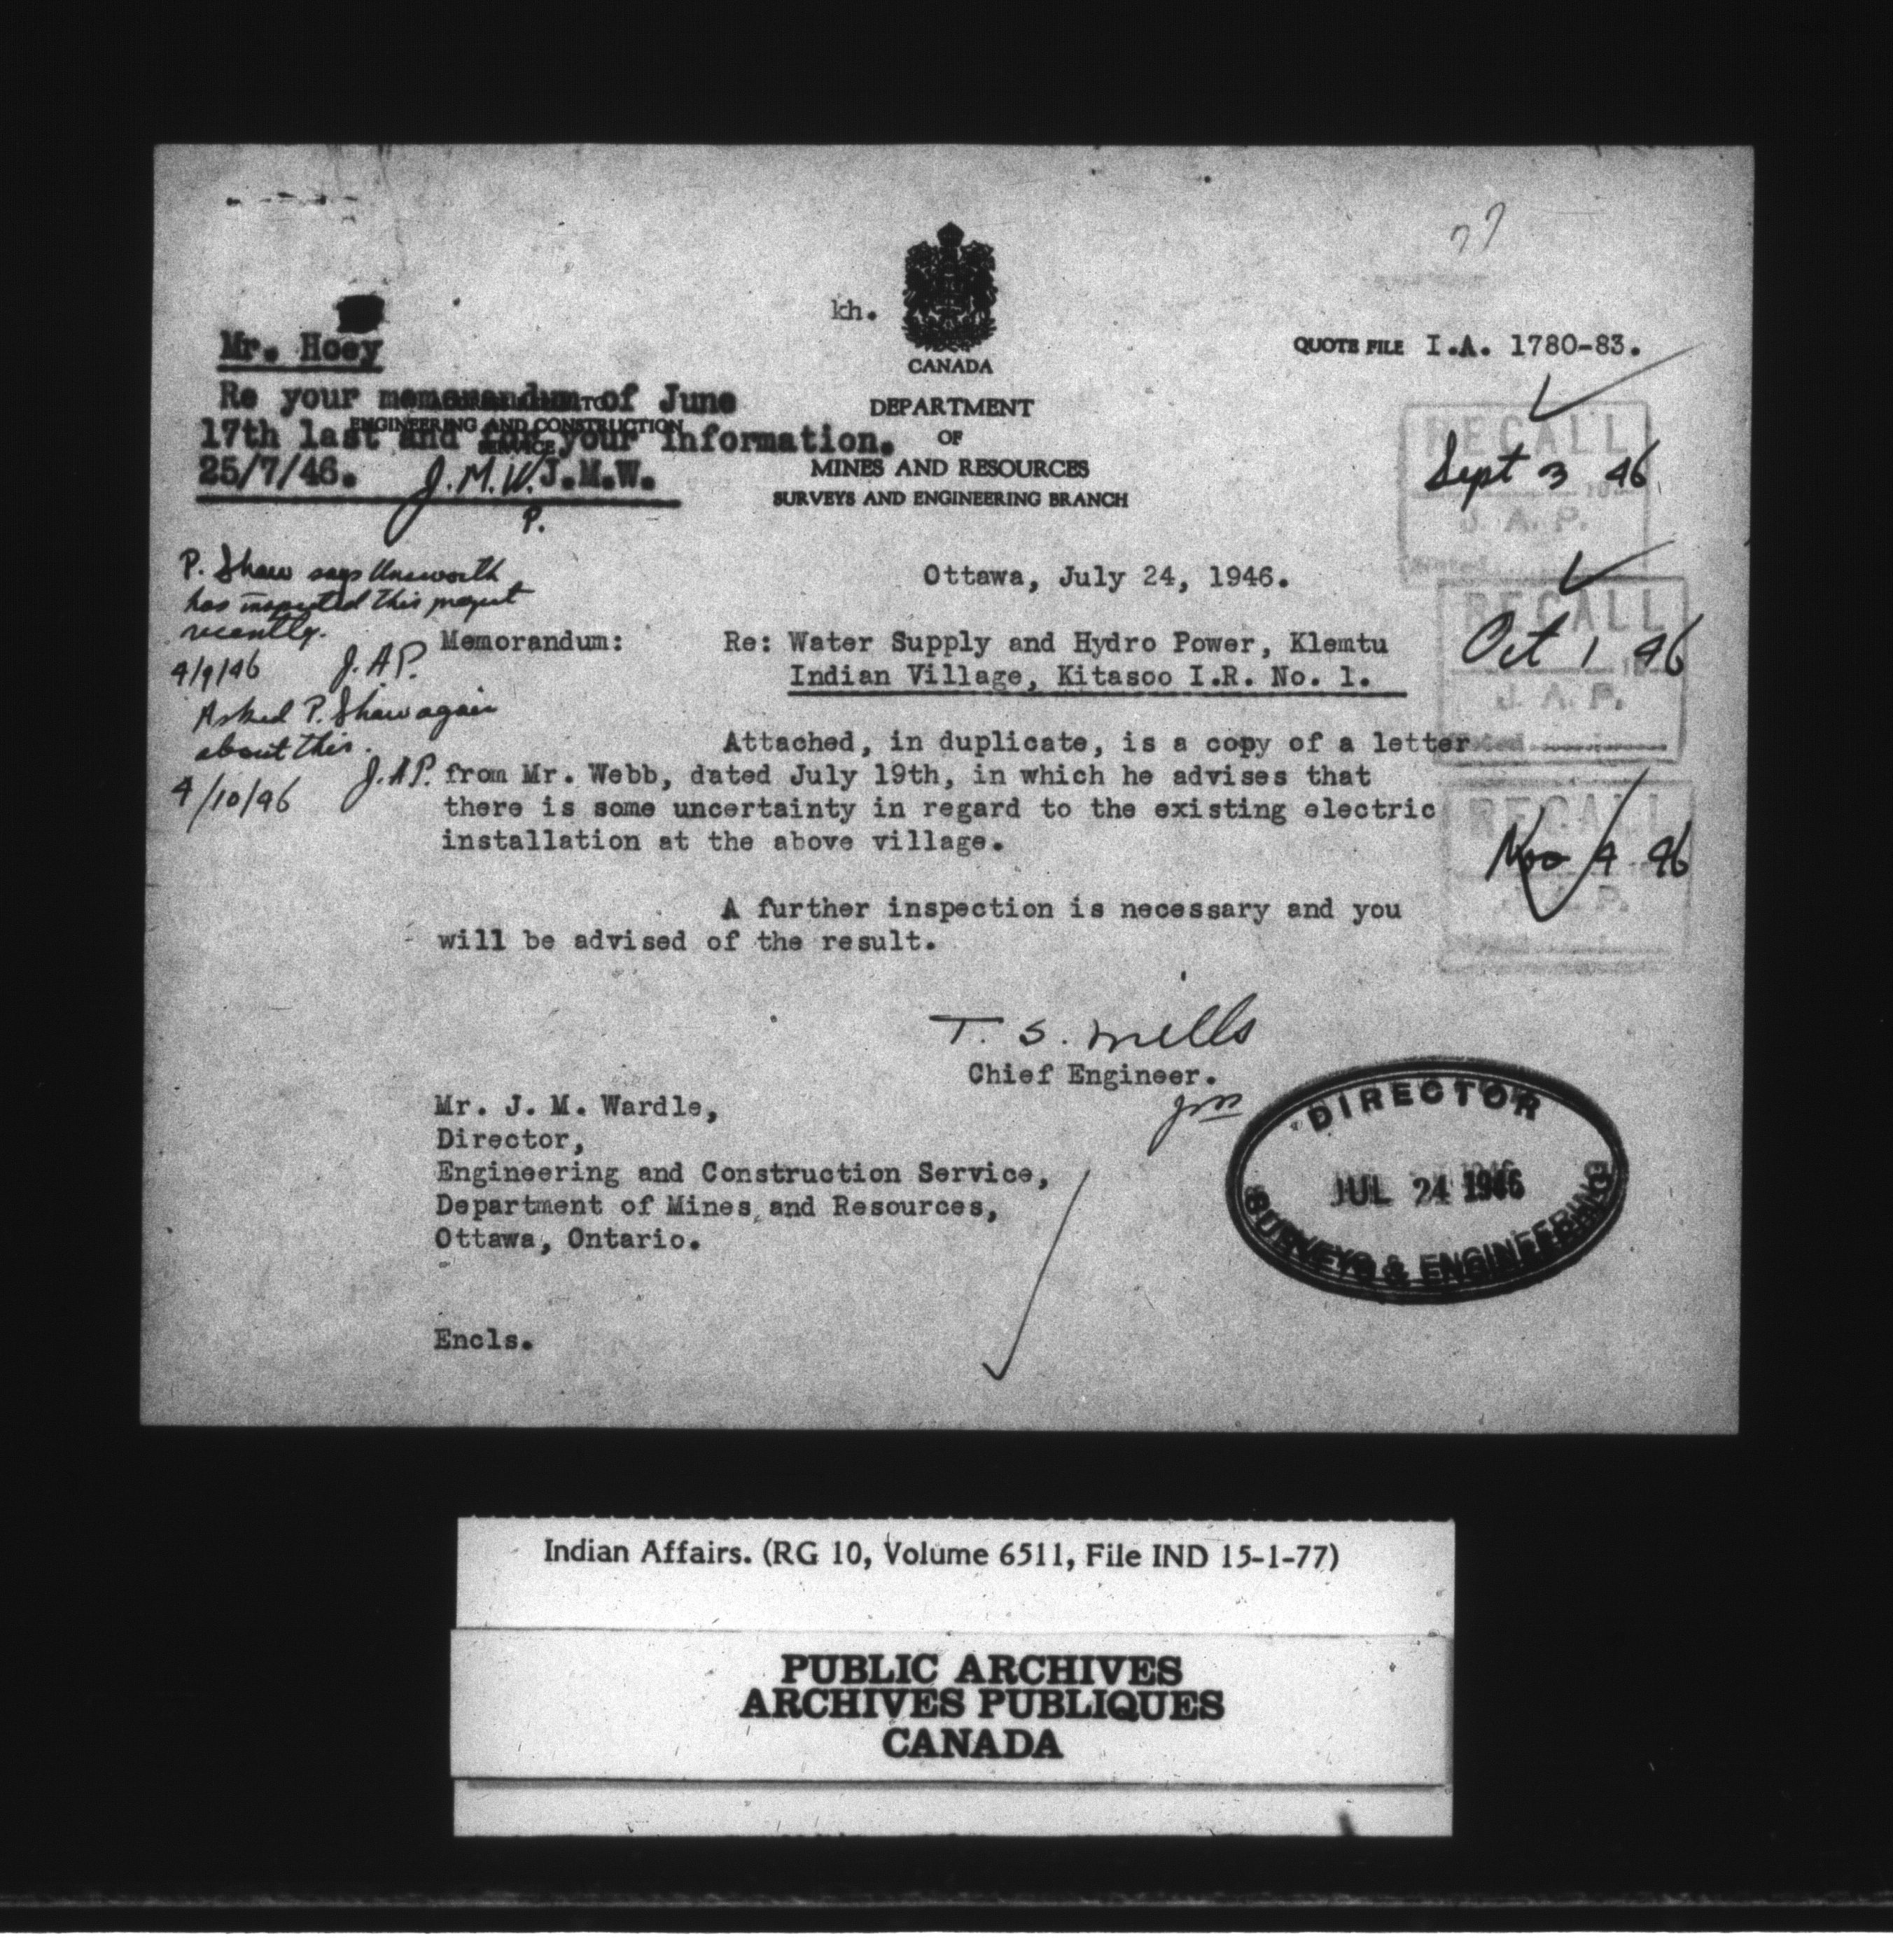 77
kh.
CANADA
QUOTE FILE I.A. 1780-83.
Mr. Hoey
Re your memorandum of June
17th last and for your information.
25/7/46. J.M.W. J.M.W.
P.
ENGINEERING AND CONSTRUCTION
SERVICE
DEPARTMENT
OF
MINES AND RESOURCES
SURVEYS AND ENGINEERING BRANCH
RECALL
Sept 3 46
J. A. P.
P. Shaw says Unsworth
has inspected this project
recently.
4/9/46 J.A.P.
Asked P. Shaw again
about this.
4/10/46 J.A.P.
Ottawa, July 24, 1946.
RECALL
Oct 1 46
J. A. P.
Memorandum: Re: Water Supply and Hydro Power, Klemtu
Indian Village, Kitasoo I.R. No. 1.
Attached, in duplicate, is a copy of a letter
from Mr. Webb, dated July 19th, in which he advises that
there is some uncertainty in regard to the existing electric
installation at the above village.
RECALL
Nov 4 46
A further inspection is necessary and you
will be advised of the result.
T. S. Mills
Chief Engineer.
Mr. J. M. Wardle,
Director,
Engineering and Construction Service,
Department of Mines and Resources,
Ottawa, Ontario.
DIRECTOR
JUL 24 1946
SURVEYS & ENGINEERING
Encls.
Indian Affairs. (RG 10, Volume 6511, File IND 15-1-77)
PUBLIC ARCHIVES
ARCHIVES PUBLIQUES
CANADA